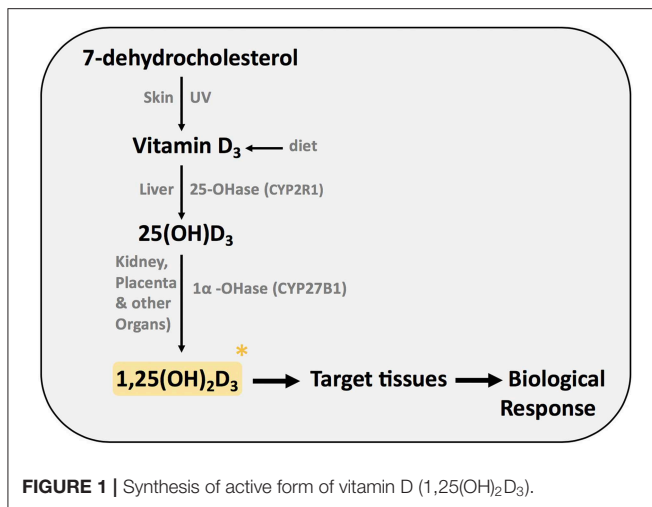 7-dehydrocholesterol
Skin UV
Vitamin D₃ diet
Liver 25-OHase (CYP2R1)
25(OH)D₃
Kidney,
Placenta
& other
Organs)
1α -OHase (CYP27B1)
*
1,25(OH)₂D₃ Target tissues Biological
Response
FIGURE 1 | Synthesis of active form of vitamin D (1,25(OH)₂D₃).